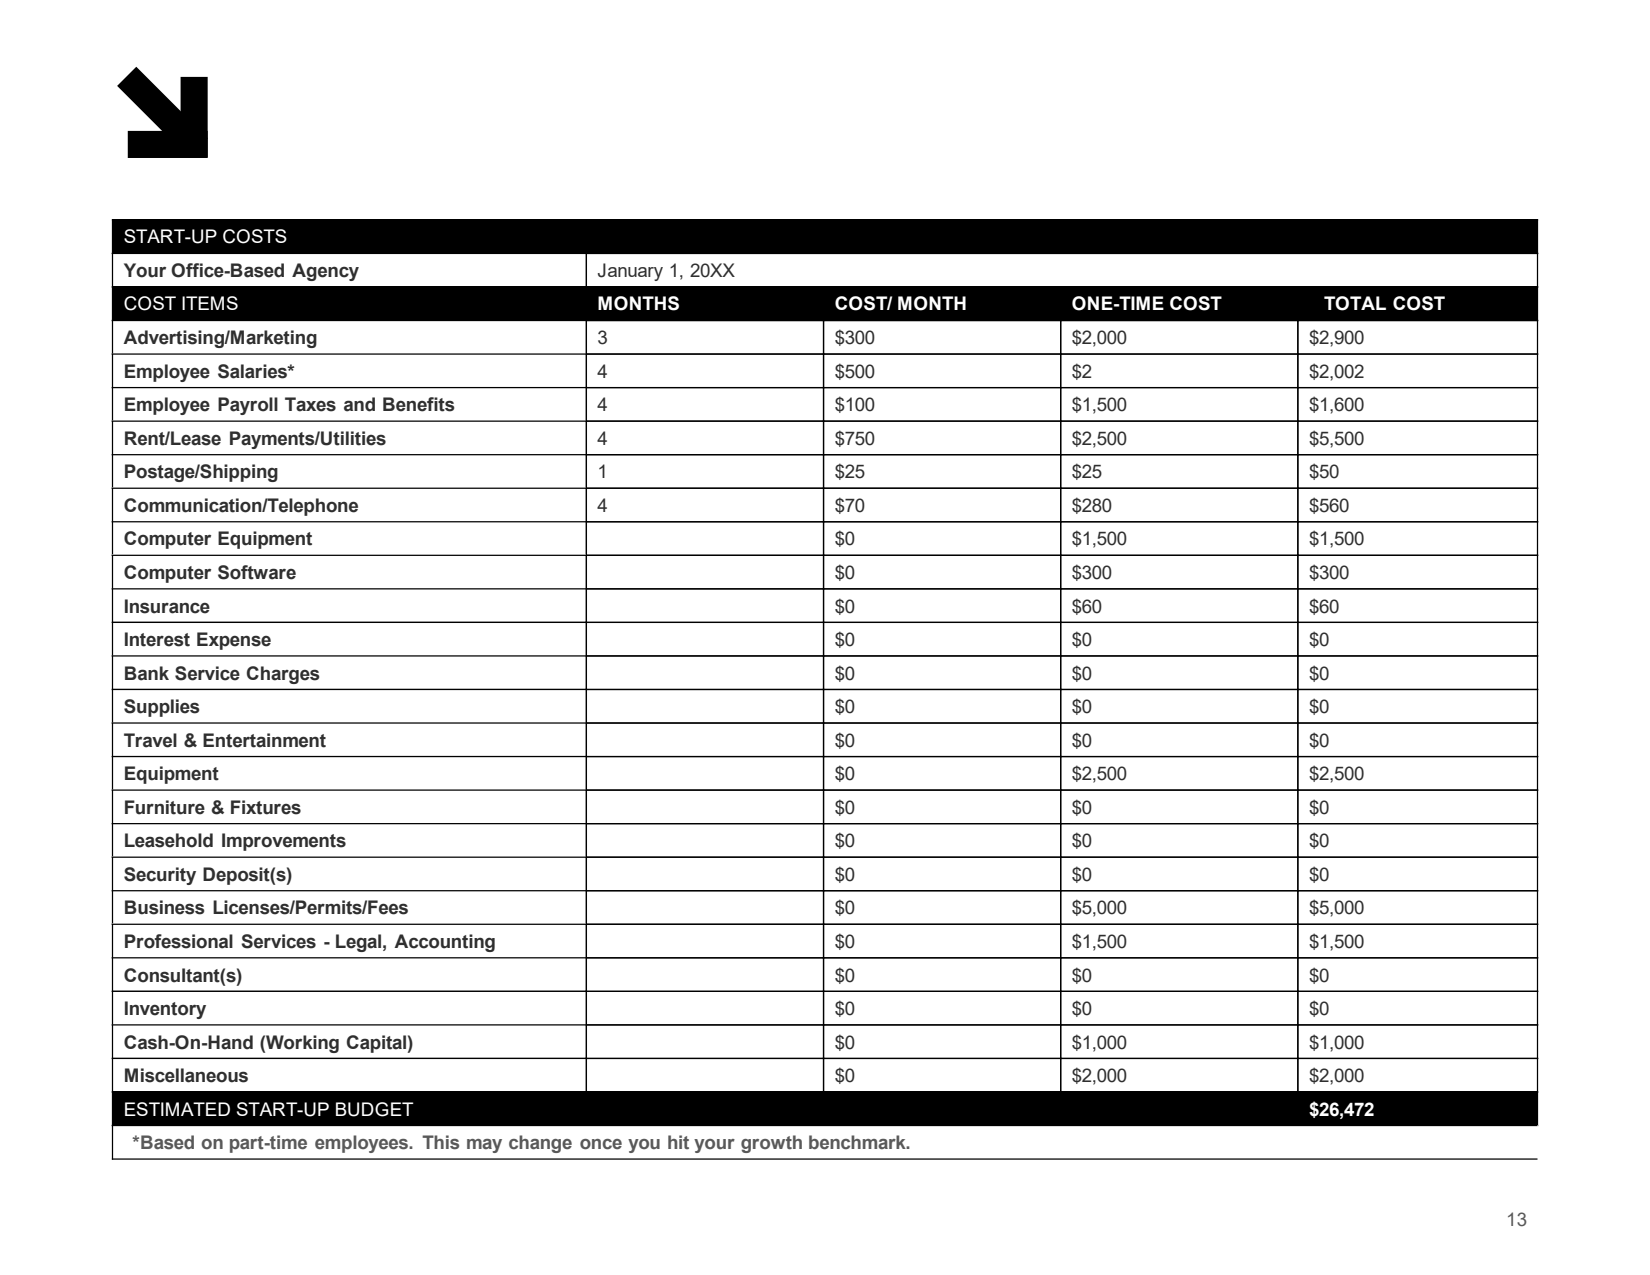 START-UP COSTS
Your Office-Based Agency January 1, 20XX
COST ITEMS MONTHS COST/ MONTH ONE-TIME COST TOTAL COST
Advertising/Marketing 3 $300 $2,000 $2,900
Employee Salaries* 4 $500 $2 $2,002
Employee Payroll Taxes and Benefits 4 $100 $1,500 $1,600
Rent/Lease Payments/Utilities 4 $750 $2,500 $5,500
Postage/Shipping 1 $25 $25 $50
Communication/Telephone 4 $70 $280 $560
Computer Equipment $0 $1,500 $1,500
Computer Software $0 $300 $300
Insurance $0 $60 $60
Interest Expense $0 $0 $0
Bank Service Charges $0 $0 $0
Supplies $0 $0 $0
Travel & Entertainment $0 $0 $0
Equipment $0 $2,500 $2,500
Furniture & Fixtures $0 $0 $0
Leasehold Improvements $0 $0 $0
Security Deposit(s) $0 $0 $0
Business Licenses/Permits/Fees $0 $5,000 $5,000
Professional Services - Legal, Accounting $0 $1,500 $1,500
Consultant(s) $0 $0 $0
Inventory $0 $0 $0
Cash-On-Hand (Working Capital) $0 $1,000 $1,000
Miscellaneous $0 $2,000 $2,000
ESTIMATED START-UP BUDGET $26,472
*Based on part-time employees. This may change once you hit your growth benchmark.
13